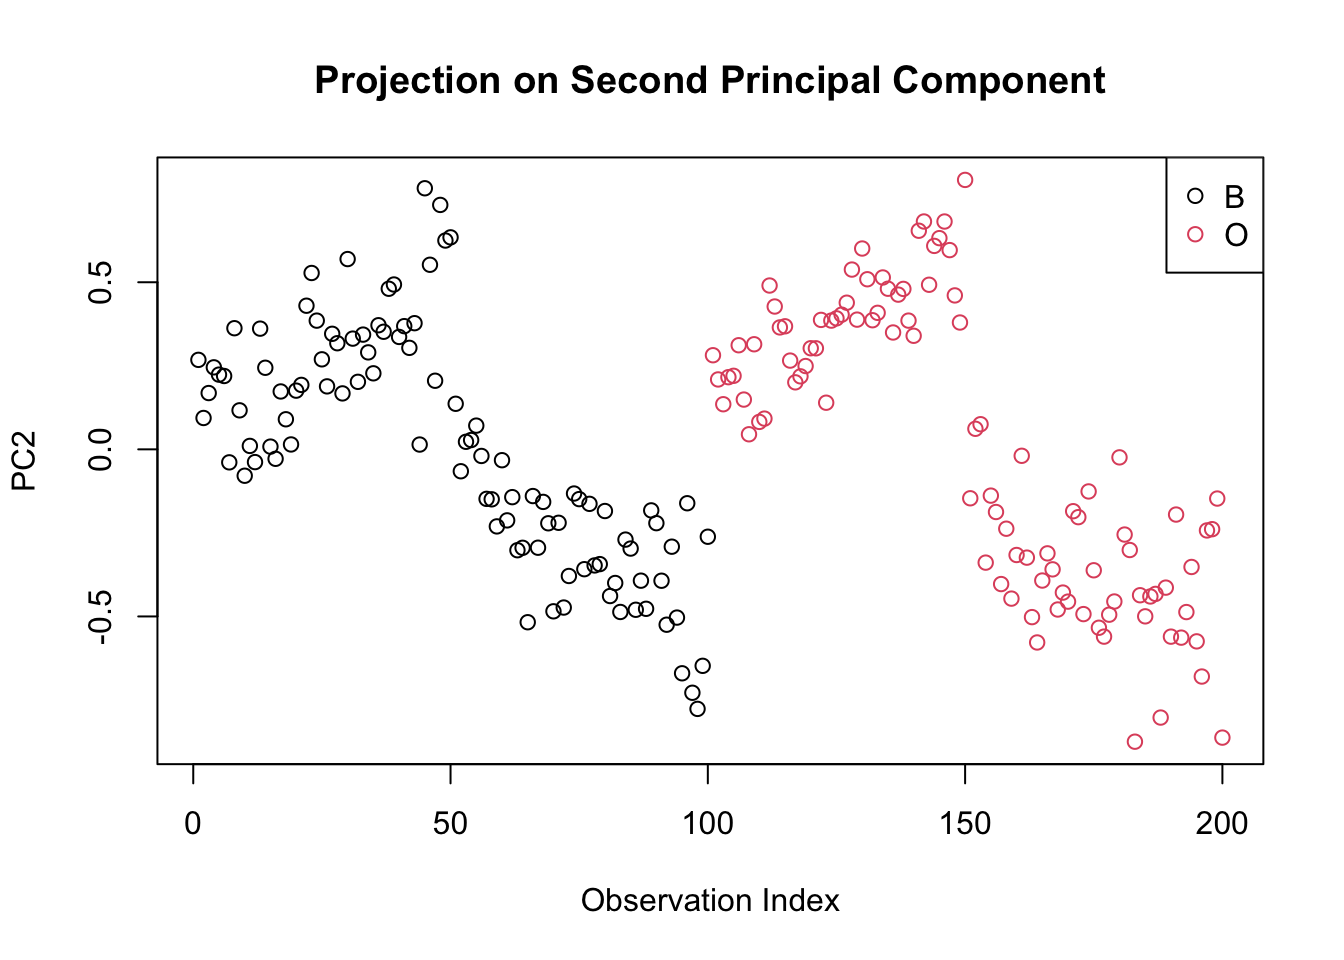 Projection on Second Principal Component
B
O
PC2
0.5
0.0
-0.5
0 50 100 150 200
Observation Index